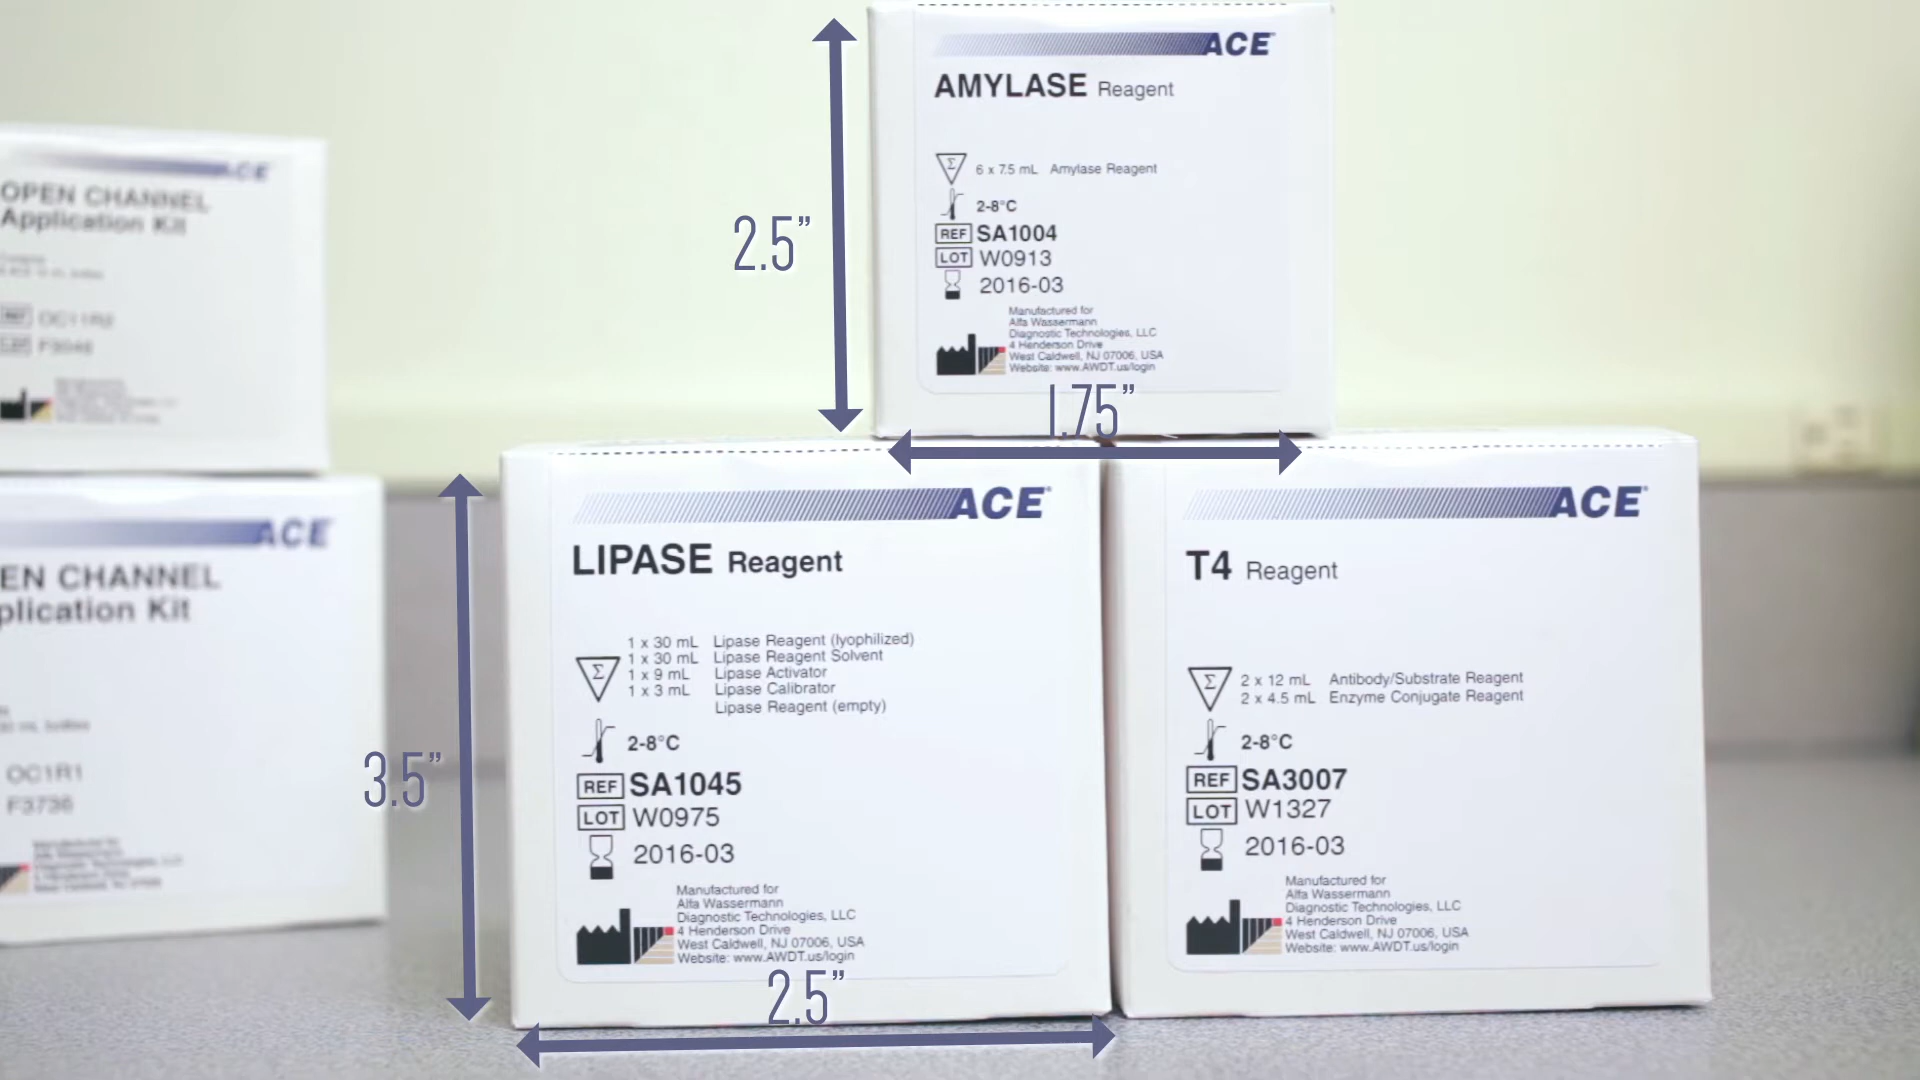 ACE
AMYLASE Reagent
Σ 6 x 7.5 mL Amylase Reagent
2-8°C
REF SA1004
LOT W0913
2016-03
Manufactured for
Alfa Wassermann
Diagnostic Technologies, LLC
4 Henderson Drive
West Caldwell, NJ 07006, USA
Website: www.AWDT.us/login
2.5”
1.75”
ACE
OPEN CHANNEL
Application Kit
REF OC11R2
ACE
EN CHANNEL
plication Kit
OC1R1
F3736
ACE
LIPASE Reagent
1 x 30 mL Lipase Reagent (lyophilized)
1 x 30 mL Lipase Reagent Solvent
Σ 1 x 9 mL Lipase Activator
1 x 3 mL Lipase Calibrator
Lipase Reagent (empty)
2-8°C
REF SA1045
LOT W0975
2016-03
Manufactured for
Alfa Wassermann
Diagnostic Technologies, LLC
4 Henderson Drive
West Caldwell, NJ 07006, USA
Website: www.AWDT.us/login
3.5”
2.5”
ACE
T4 Reagent
Σ 2 x 12 mL Antibody/Substrate Reagent
2 x 4.5 mL Enzyme Conjugate Reagent
2-8°C
REF SA3007
LOT W1327
2016-03
Manufactured for
Alfa Wassermann
Diagnostic Technologies, LLC
4 Henderson Drive
West Caldwell, NJ 07006, USA
Website: www.AWDT.us/login